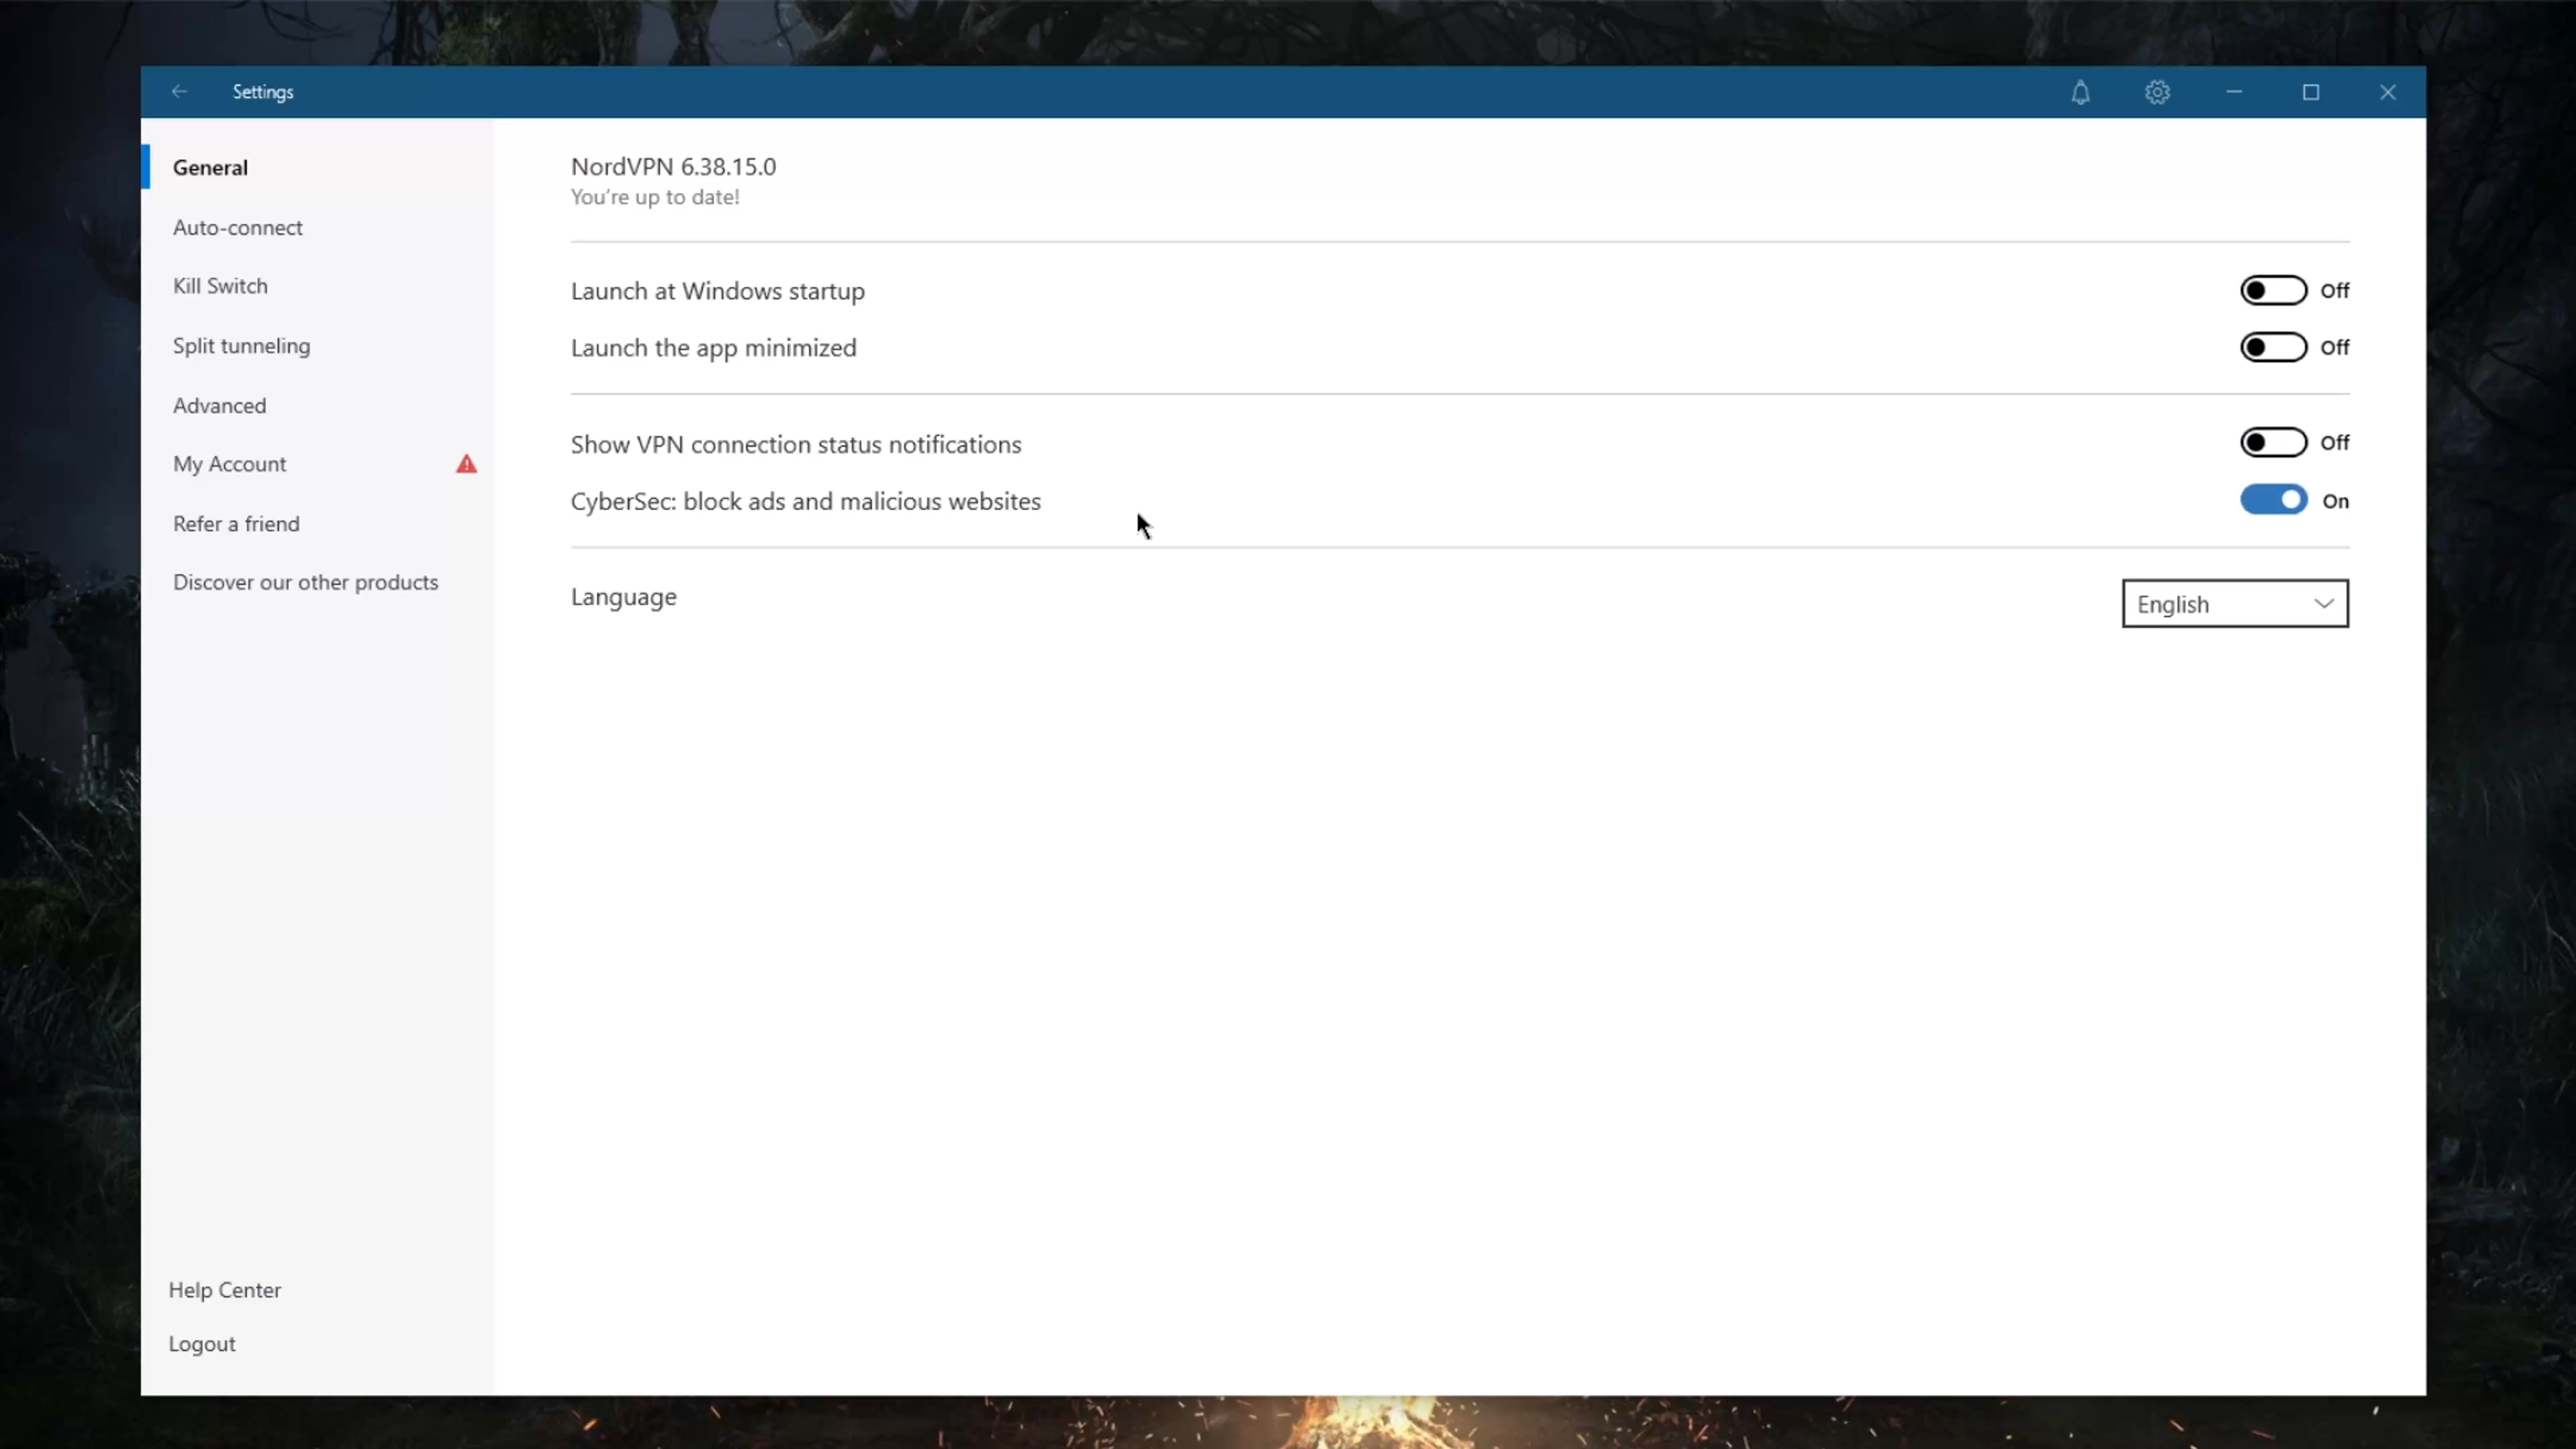 Settings
General
Auto-connect
Kill Switch
Split tunneling
Advanced
My Account
Refer a friend
Discover our other products
Help Center
Logout
NordVPN 6.38.15.0
You're up to date!
Launch at Windows startup Off
Launch the app minimized Off
Show VPN connection status notifications Off
CyberSec: block ads and malicious websites On
Language English